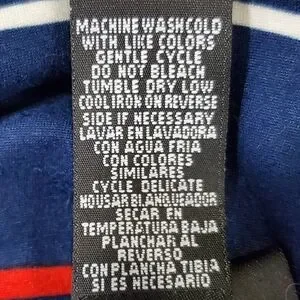 MACHINE WASH COLD
WITH LIKE COLORS
GENTLE CYCLE
DO NOT BLEACH
TUMBLE DRY LOW
COOL IRON ON REVERSE
SIDE IF NECESSARY
LAVAR EN LAVADORA
CON AGUA FRIA
CON COLORES
SIMILARES
CYCLE DELICATE
NO USAR BLANQUEADOR
SECAR EN
TEMPERATURA BAJA
PLANCHAR AL
REVERSO
CON PLANCHA TIBIA
SI ES NECESARIO